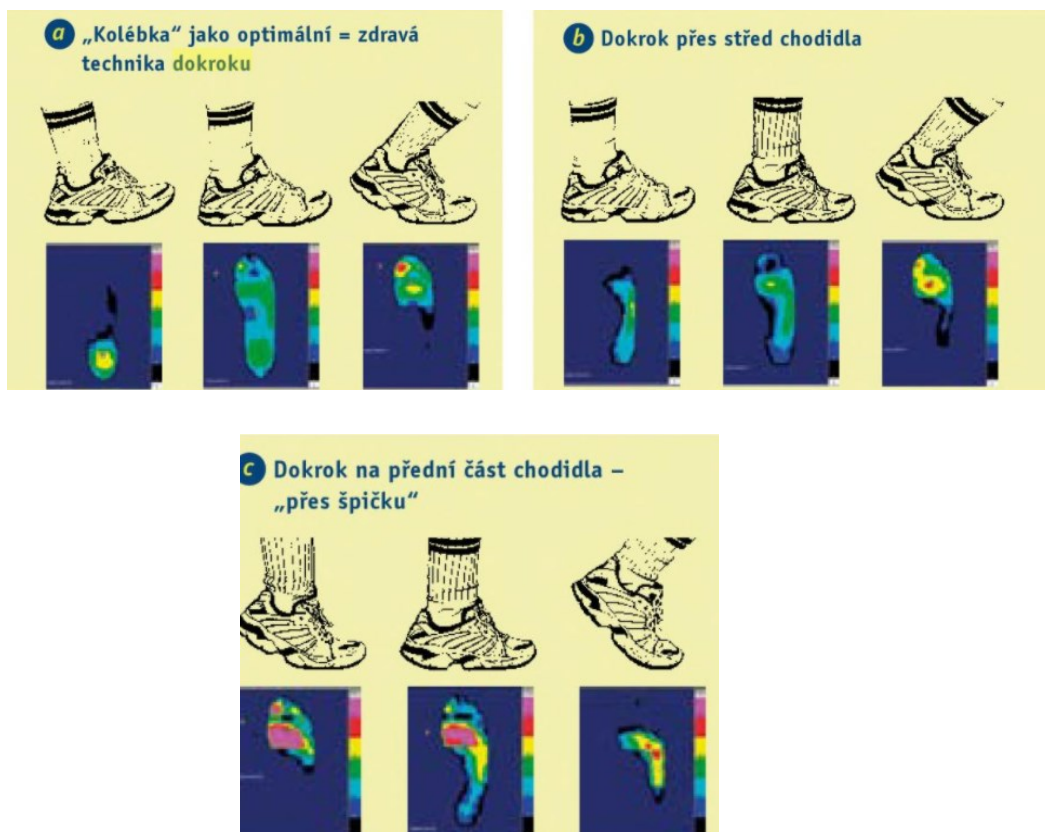 a „Kolébka“ jako optimální = zdravá
technika dokroku
b Dokrok přes střed chodidla
c Dokrok na přední část chodidla –
„přes špičku“